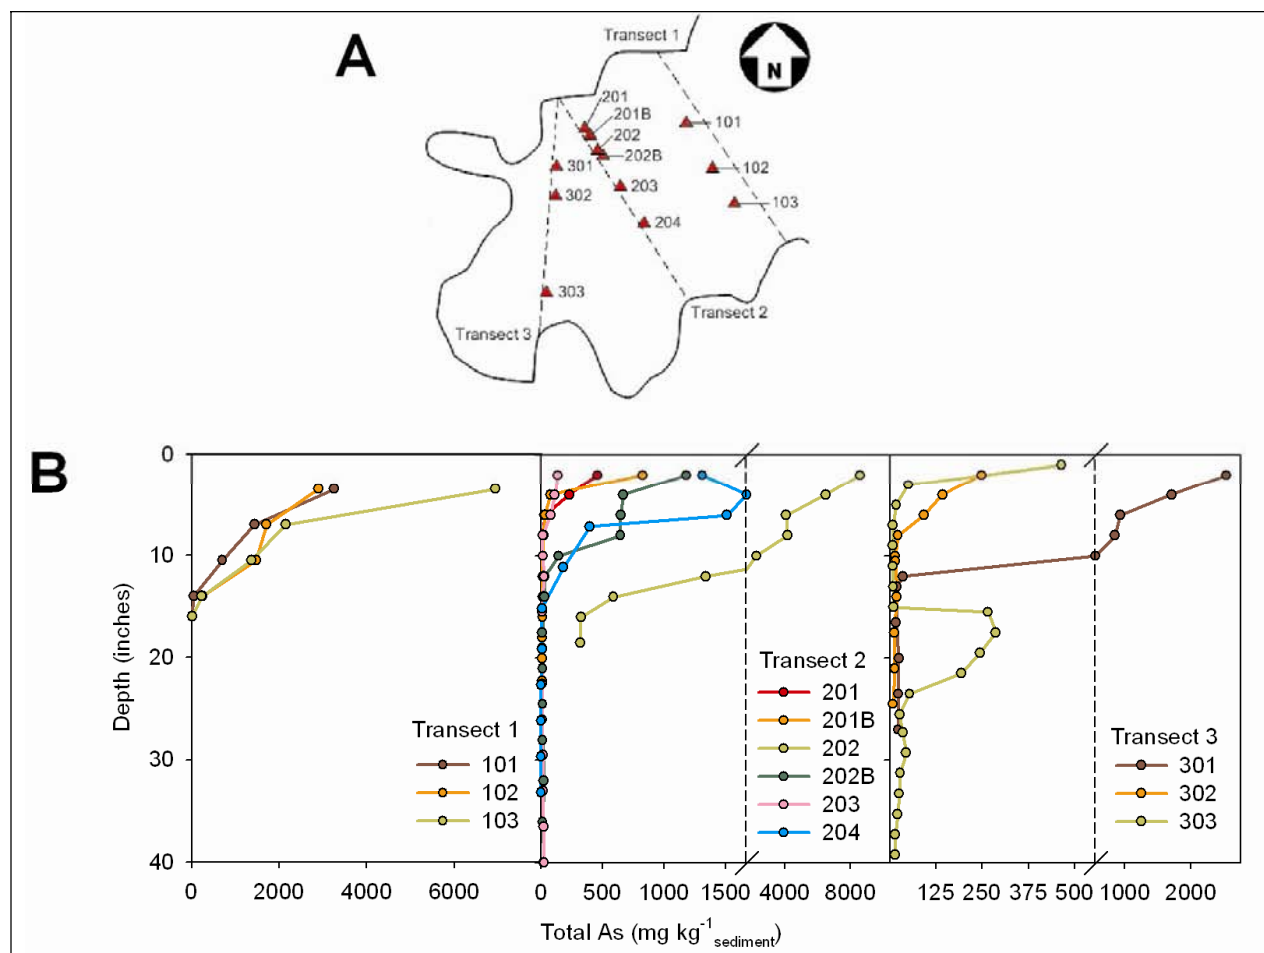 A
Transect 1
N
201
201B
202
202B
203
204
101
102
103
301
302
303
Transect 3
Transect 2
B
0
10
20
30
40
Depth (inches)
Transect 1
101
102
103
0 2000 4000 6000
Transect 2
201
201B
202
202B
203
204
0 500 1000 1500 4000 8000
Transect 3
301
302
303
125 250 375 500 1000 2000
Total As (mg kg⁻¹ sediment)